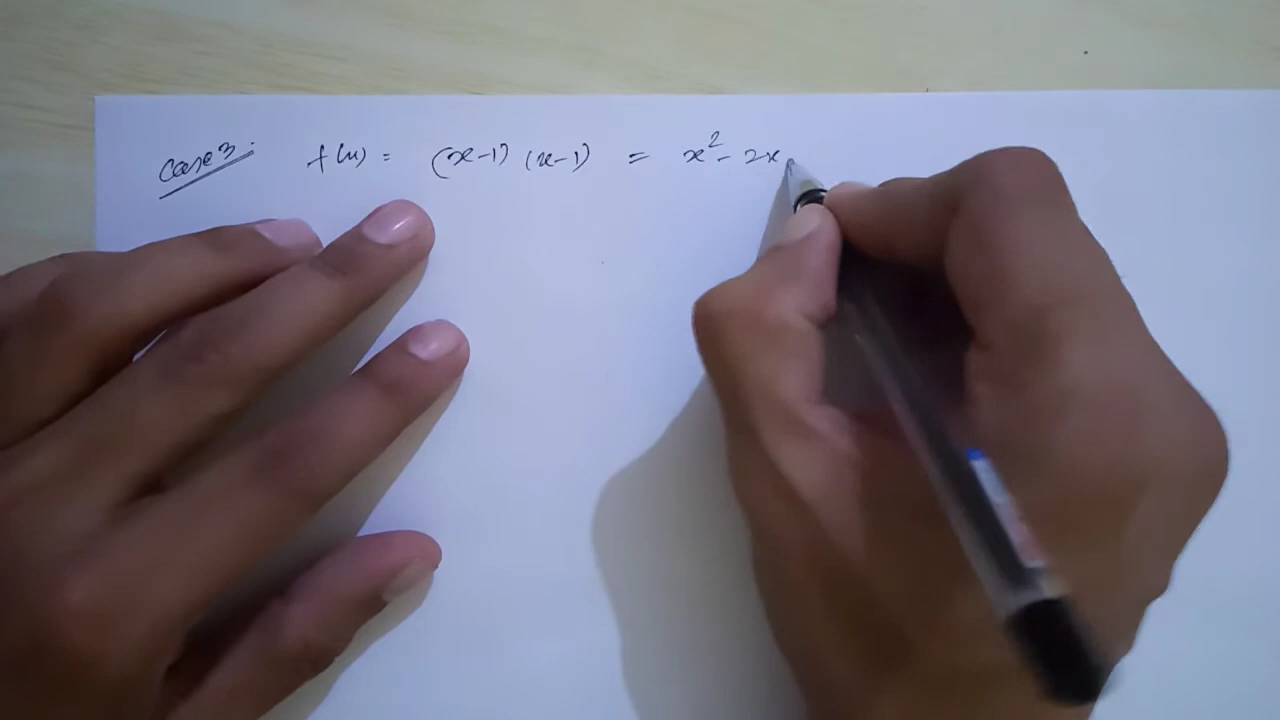 Case 3: f(x) = (x-1) (x-1) = x² - 2x